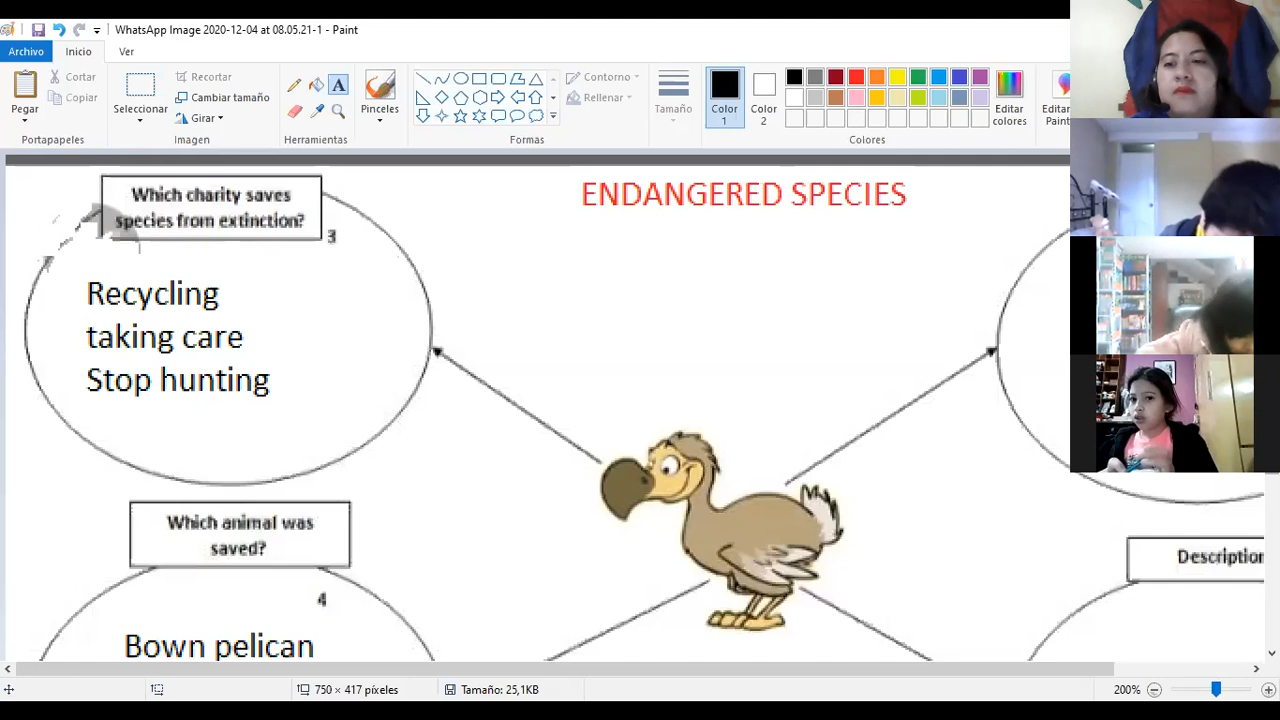 WhatsApp Image 2020-12-04 at 08.05.21-1 - Paint
Archivo Inicio Ver
Pegar
Cortar
Copiar
Portapapeles
Seleccionar
Recortar
Cambiar tamaño
Girar
Imagen
Herramientas
Pinceles
Contorno
Rellenar
Formas
Tamaño
Color 1
Color 2
Editar colores
Colores
Editar
Paint
ENDANGERED SPECIES
Which charity saves
species from extinction?
3
Recycling
taking care
Stop hunting
Which animal was
saved?
4
Bown pelican
Description
750 × 417 píxeles
Tamaño: 25,1KB
200%